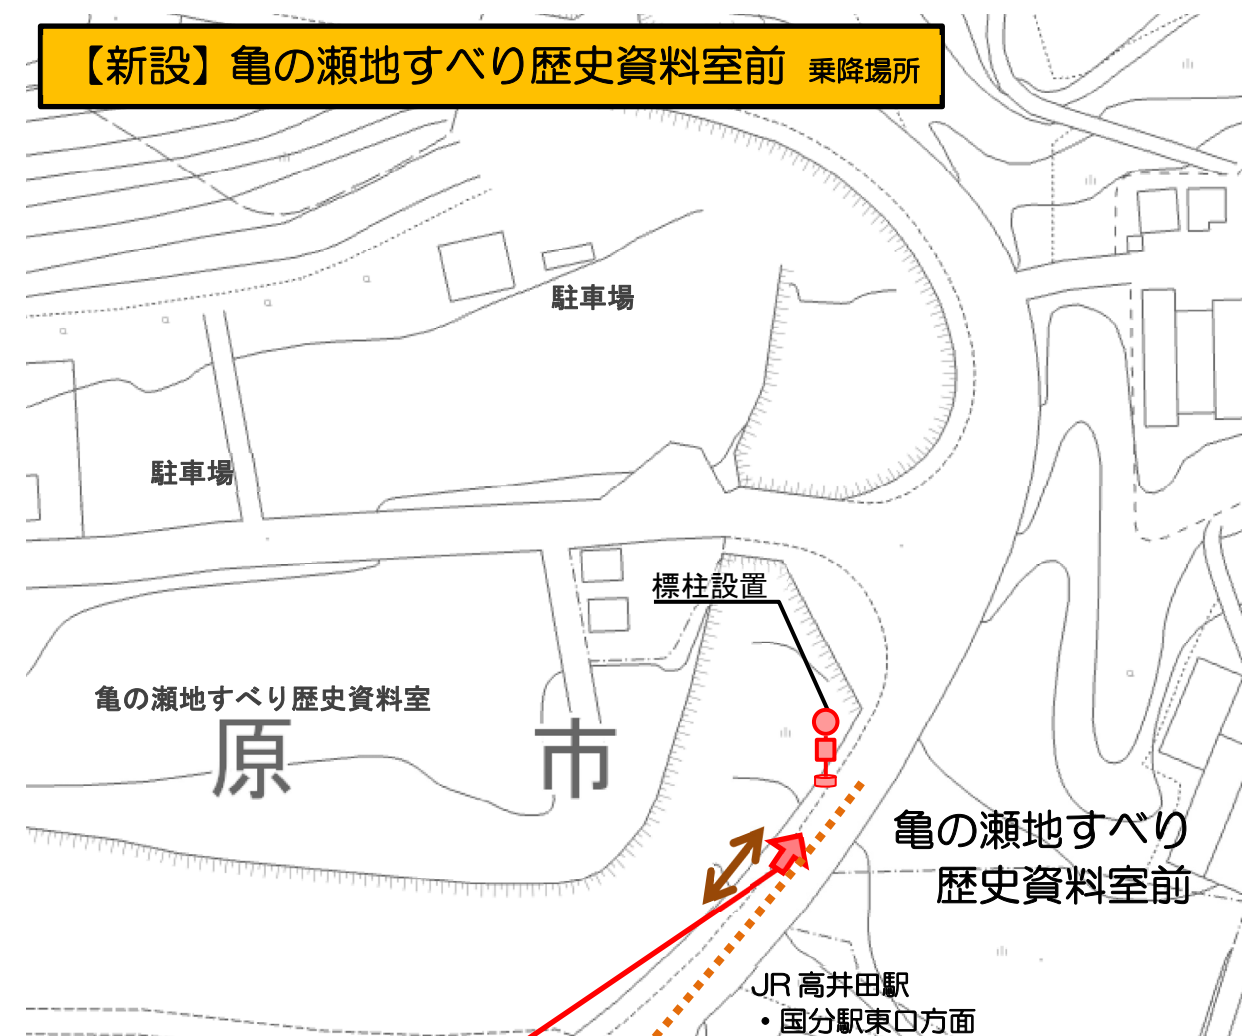 【新設】亀の瀬地すべり歴史資料室前 乗降場所
駐車場
駐車場
標柱設置
亀の瀬地すべり歴史資料室
原 市
亀の瀬地すべり
歴史資料室前
JR 高井田駅
・国分駅東口方面